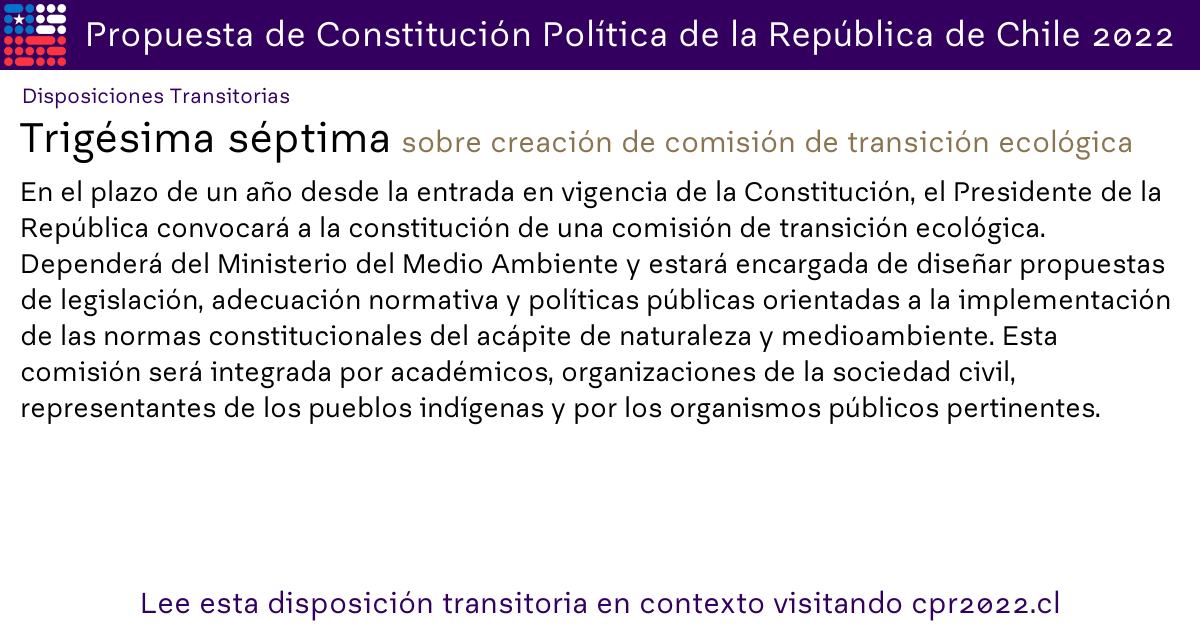 Propuesta de Constitución Política de la República de Chile 2022
Disposiciones Transitorias
Trigésima séptima sobre creación de comisión de transición ecológica
En el plazo de un año desde la entrada en vigencia de la Constitución, el Presidente de la
República convocará a la constitución de una comisión de transición ecológica.
Dependerá del Ministerio del Medio Ambiente y estará encargada de diseñar propuestas
de legislación, adecuación normativa y políticas públicas orientadas a la implementación
de las normas constitucionales del acápite de naturaleza y medioambiente. Esta
comisión será integrada por académicos, organizaciones de la sociedad civil,
representantes de los pueblos indígenas y por los organismos públicos pertinentes.
Lee esta disposición transitoria en contexto visitando cpr2022.cl